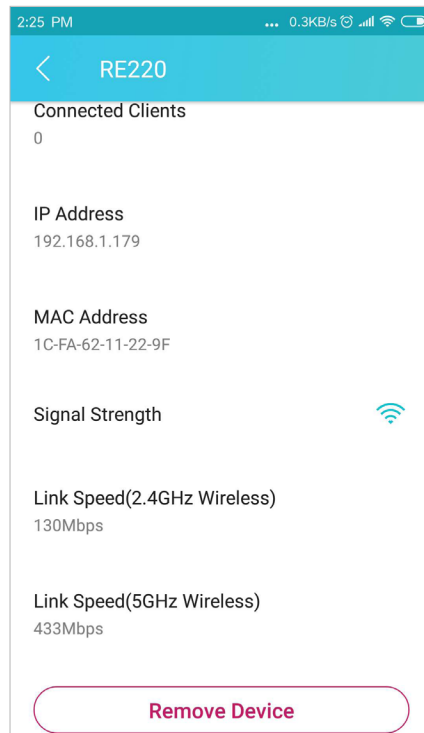 2:25 PM ... 0.3KB/s
RE220
Connected Clients
0
IP Address
192.168.1.179
MAC Address
1C-FA-62-11-22-9F
Signal Strength
Link Speed(2.4GHz Wireless)
130Mbps
Link Speed(5GHz Wireless)
433Mbps
Remove Device